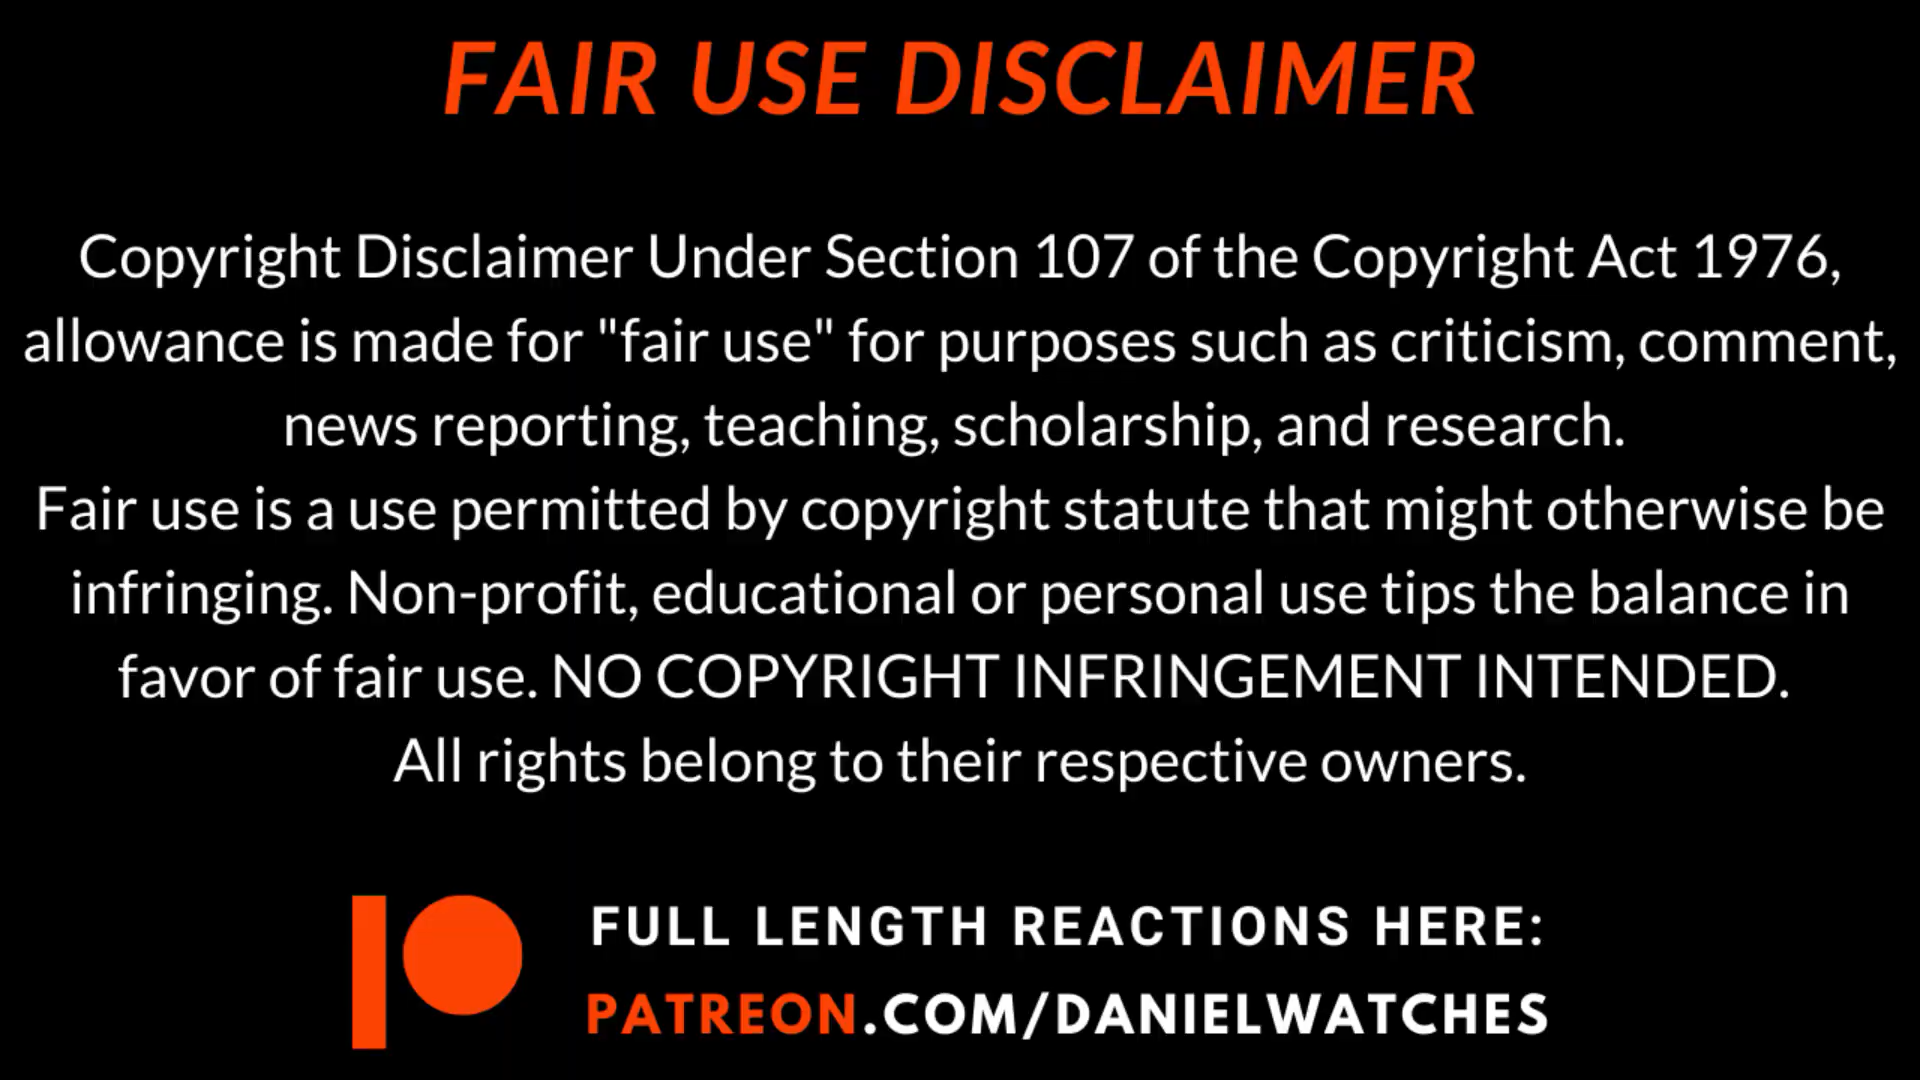 FAIR USE DISCLAIMER
Copyright Disclaimer Under Section 107 of the Copyright Act 1976,
allowance is made for "fair use" for purposes such as criticism, comment,
news reporting, teaching, scholarship, and research.
Fair use is a use permitted by copyright statute that might otherwise be
infringing. Non-profit, educational or personal use tips the balance in
favor of fair use. NO COPYRIGHT INFRINGEMENT INTENDED.
All rights belong to their respective owners.
FULL LENGTH REACTIONS HERE:
PATREON.COM/DANIELWATCHES